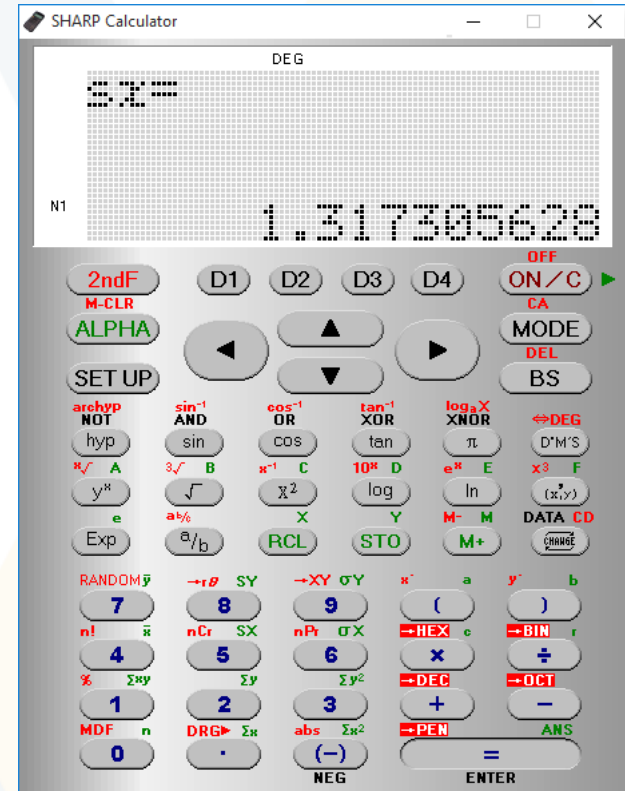 SHARP Calculator
DEG
sx=
N1
1.317305628
OFF
2ndF D1 D2 D3 D4 ON/C
M-CLR CA
ALPHA MODE
DEL
SET UP BS
archyp sin⁻¹ cos⁻¹ tan⁻¹ logₐX
NOT AND OR XOR XNOR ⇔DEG
hyp sin cos tan π D°M'S
ˣ√ A ³√ B x⁻¹ C 10ˣ D eˣ E x³ F
yˣ √ X² log ln (x,y)
e aᵇ/c X Y M- M DATA CD
Exp a/b RCL STO M+ CHANGE
RANDOM ȳ →rθ SY →XY σY x' a y' b
7 8 9 ( )
n! x̄ nCr SX nPr σX →HEX c →BIN r
4 5 6 × ÷
% Σxy Σy Σy² →DEC →OCT
1 2 3 + −
MDF n DRG► Σx abs Σx² →PEN ANS
0 · (−) =
NEG ENTER